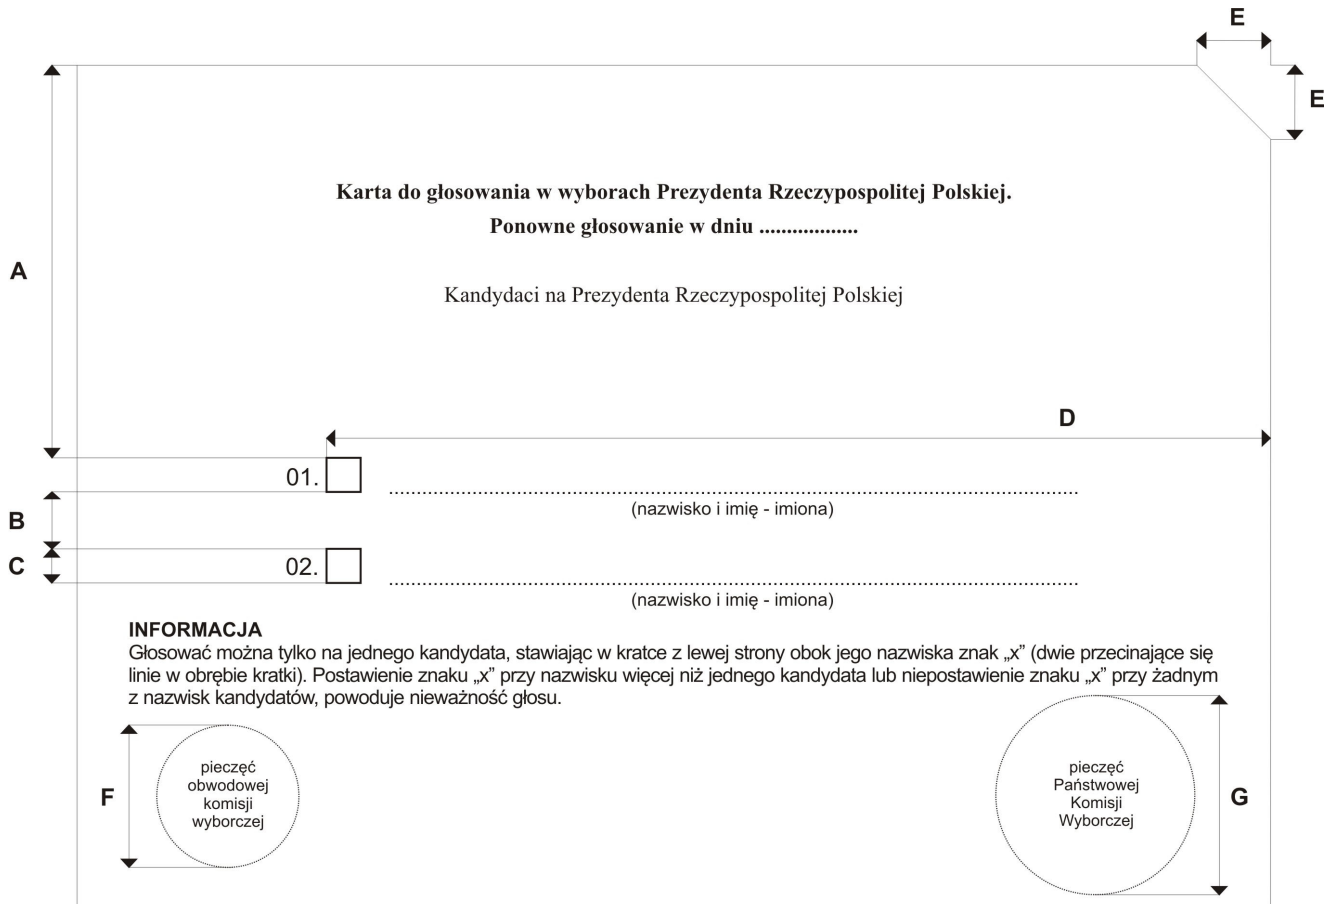 E
E
Karta do głosowania w wyborach Prezydenta Rzeczypospolitej Polskiej.
Ponowne głosowanie w dniu ..................
A
Kandydaci na Prezydenta Rzeczypospolitej Polskiej
D
01.
(nazwisko i imię - imiona)
B
C
02.
(nazwisko i imię - imiona)
INFORMACJA
Głosować można tylko na jednego kandydata, stawiając w kratce z lewej strony obok jego nazwiska znak „x” (dwie przecinające się
linie w obrębie kratki). Postawienie znaku „x” przy nazwisku więcej niż jednego kandydata lub niepostawienie znaku „x” przy żadnym
z nazwisk kandydatów, powoduje nieważność głosu.
F
pieczęć
obwodowej
komisji
wyborczej
pieczęć
Państwowej
Komisji
Wyborczej
G